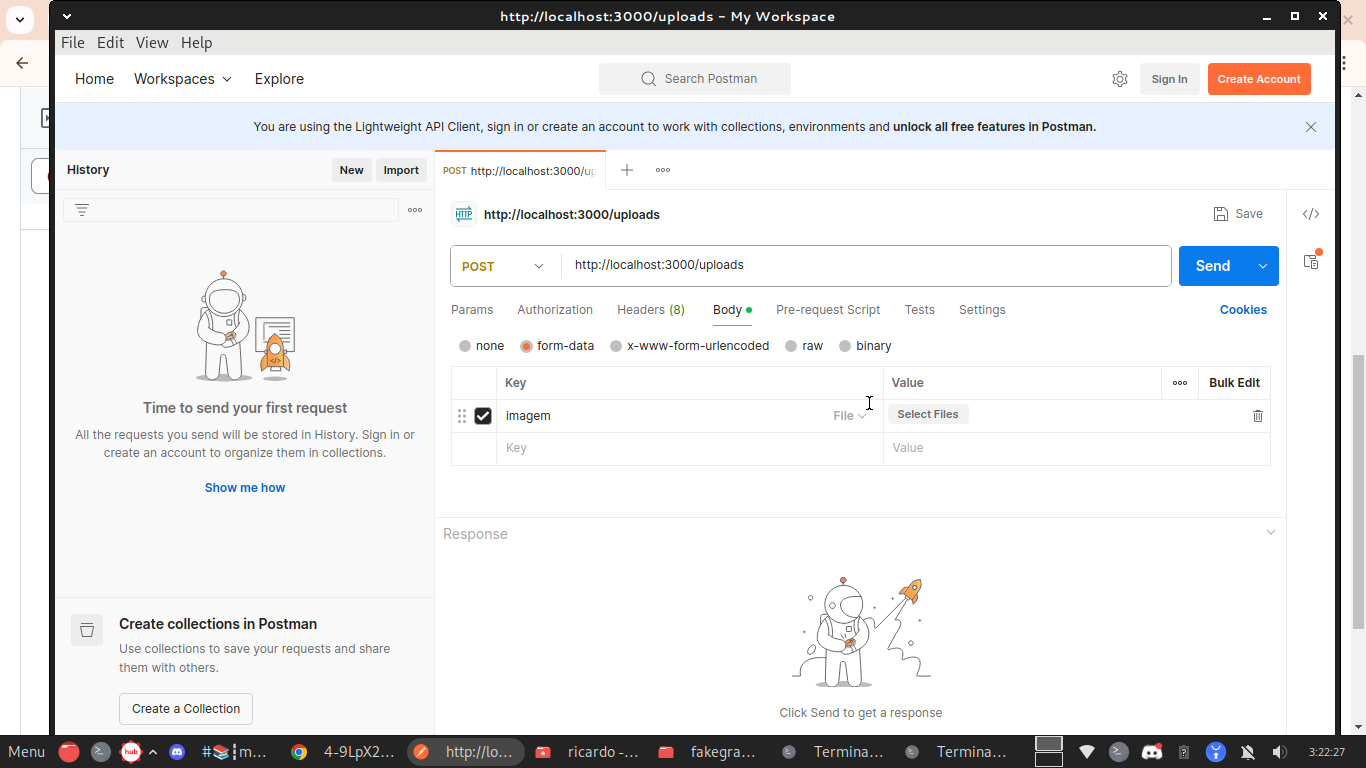 http://localhost:3000/uploads – My Workspace
File Edit View Help
Home Workspaces Explore
Search Postman
Sign In
Create Account
You are using the Lightweight API Client, sign in or create an account to work with collections, environments and unlock all free features in Postman.
History
New
Import
POST http://localhost:3000/up
HTTP http://localhost:3000/uploads
Save
POST
http://localhost:3000/uploads
Send
Params Authorization Headers (8) Body Pre-request Script Tests Settings
Cookies
none form-data x-www-form-urlencoded raw binary
Key Value Bulk Edit
imagem File Select Files
Key Value
Time to send your first request
All the requests you send will be stored in History. Sign in or
create an account to organize them in collections.
Show me how
Response
Click Send to get a response
Create collections in Postman
Use collections to save your requests and share
them with others.
Create a Collection
Menu hub #📚┆m... 4-9LpX2... http://lo... ricardo -... fakegra... Termina... Termina... 3:22:27